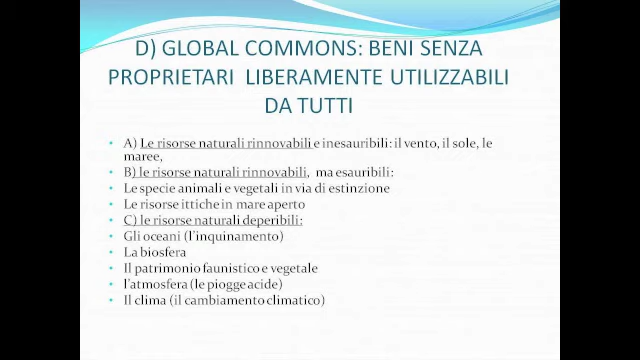 D) GLOBAL COMMONS: BENI SENZA
PROPRIETARI LIBERAMENTE UTILIZZABILI
DA TUTTI
• A) Le risorse naturali rinnovabili e inesauribili: il vento, il sole, le
maree,
• B) le risorse naturali rinnovabili, ma esauribili:
• Le specie animali e vegetali in via di estinzione
• Le risorse ittiche in mare aperto
• C) le risorse naturali deperibili:
• Gli oceani (l'inquinamento)
• La biosfera
• Il patrimonio faunistico e vegetale
• l'atmosfera (le piogge acide)
• Il clima (il cambiamento climatico)